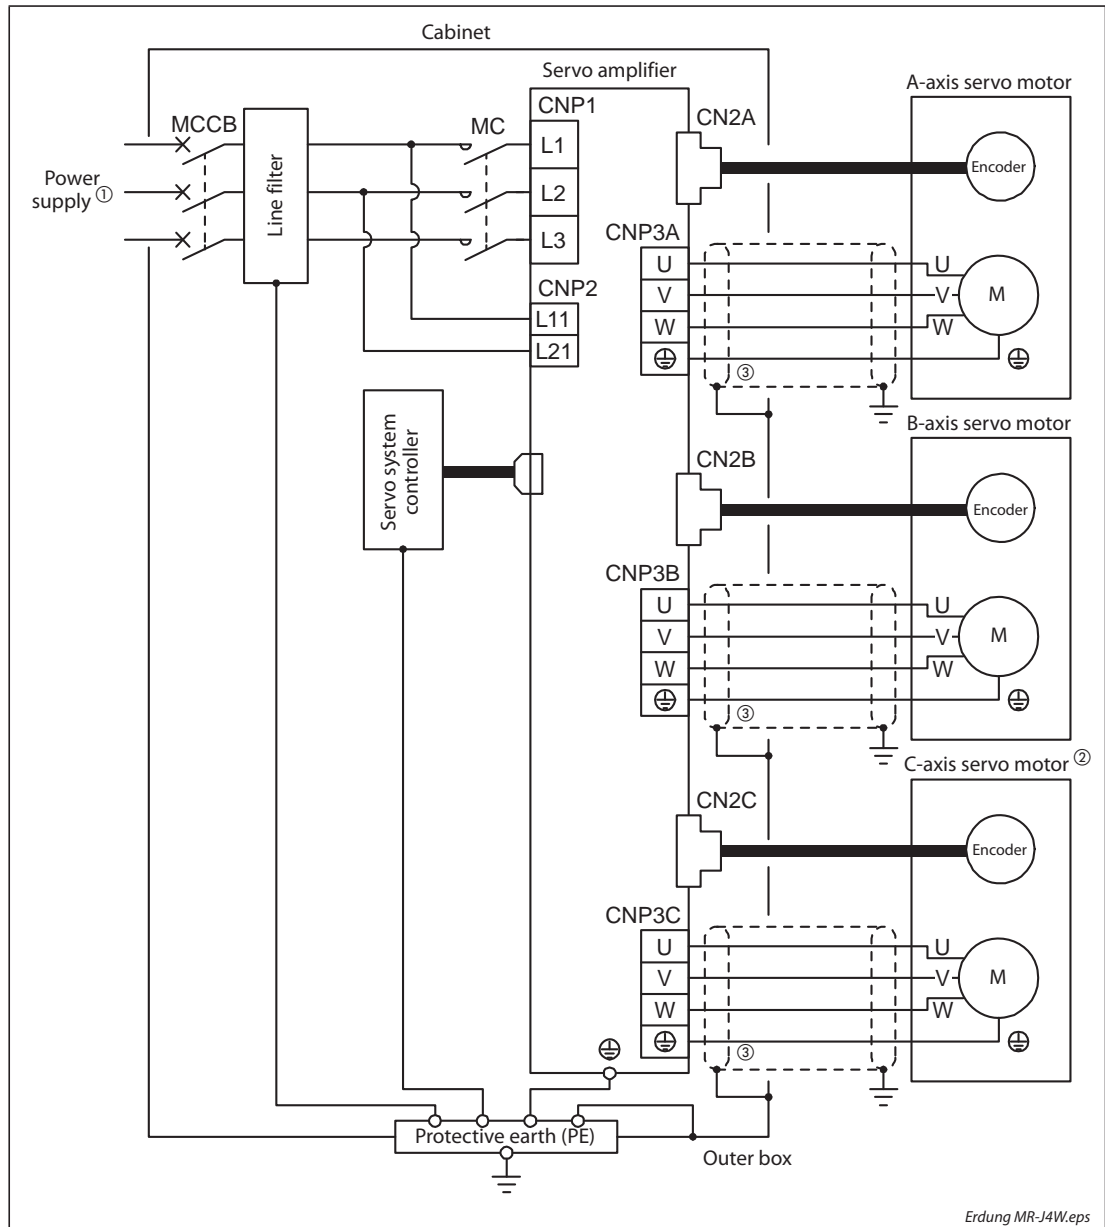 Cabinet
Servo amplifier
A-axis servo motor
CNP1
CN2A
MCCB
MC
L1
Encoder
Power
supply ①
Line filter
L2
L3
CNP3A
U
U
V
V
M
W
W
CNP2
L11
L21
③
B-axis servo motor
Servo system
controller
CN2B
Encoder
CNP3B
U
U
V
V
M
W
W
③
C-axis servo motor ②
CN2C
Encoder
CNP3C
U
U
V
V
M
W
W
③
Protective earth (PE)
Outer box
Erdung MR-J4W.eps